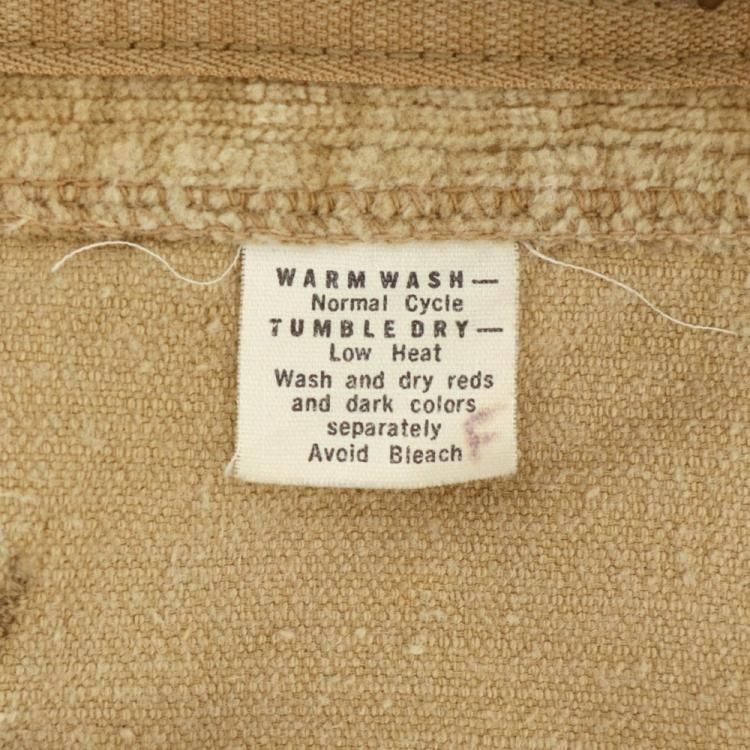 WARM WASH—
Normal Cycle
TUMBLE DRY—
Low Heat
Wash and dry reds
and dark colors
separately
Avoid Bleach
F